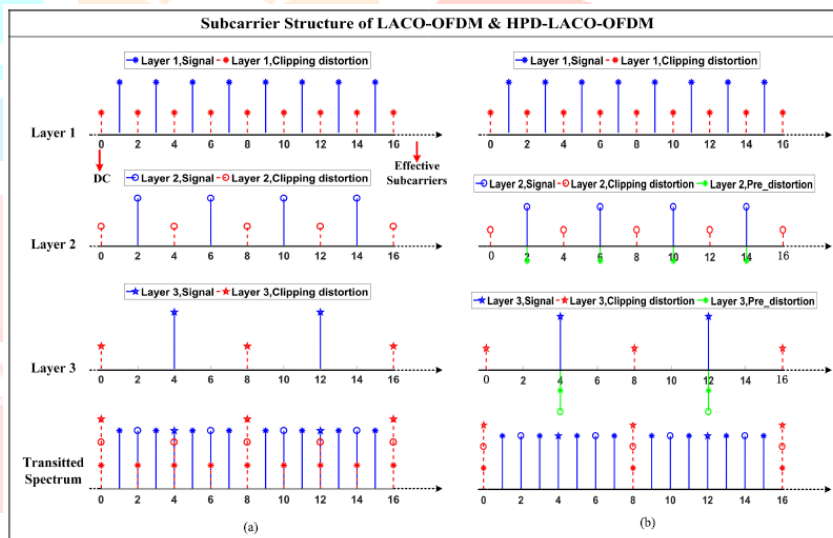 Subcarrier Structure of LACO-OFDM & HPD-LACO-OFDM
Layer 1,Signal Layer 1,Clipping distortion
Layer 1
0 2 4 6 8 10 12 14 16
DC
Effective
Subcarriers
Layer 2,Signal Layer 2,Clipping distortion
Layer 2
0 2 4 6 8 10 12 14 16
Layer 3,Signal Layer 3,Clipping distortion
Layer 3
0 2 4 6 8 10 12 14 16
Transitted
Spectrum
0 2 4 6 8 10 12 14 16
(a)
Layer 1,Signal Layer 1,Clipping distortion
0 2 4 6 8 10 12 14 16
Layer 2,Signal Layer 2,Clipping distortion Layer 2,Pre_distortion
0 2 4 6 8 10 12 14 16
Layer 3,Signal Layer 3,Clipping distortion Layer 3,Pre_distortion
0 2 4 6 8 10 12 14 16
0 2 4 6 8 10 12 14 16
(b)